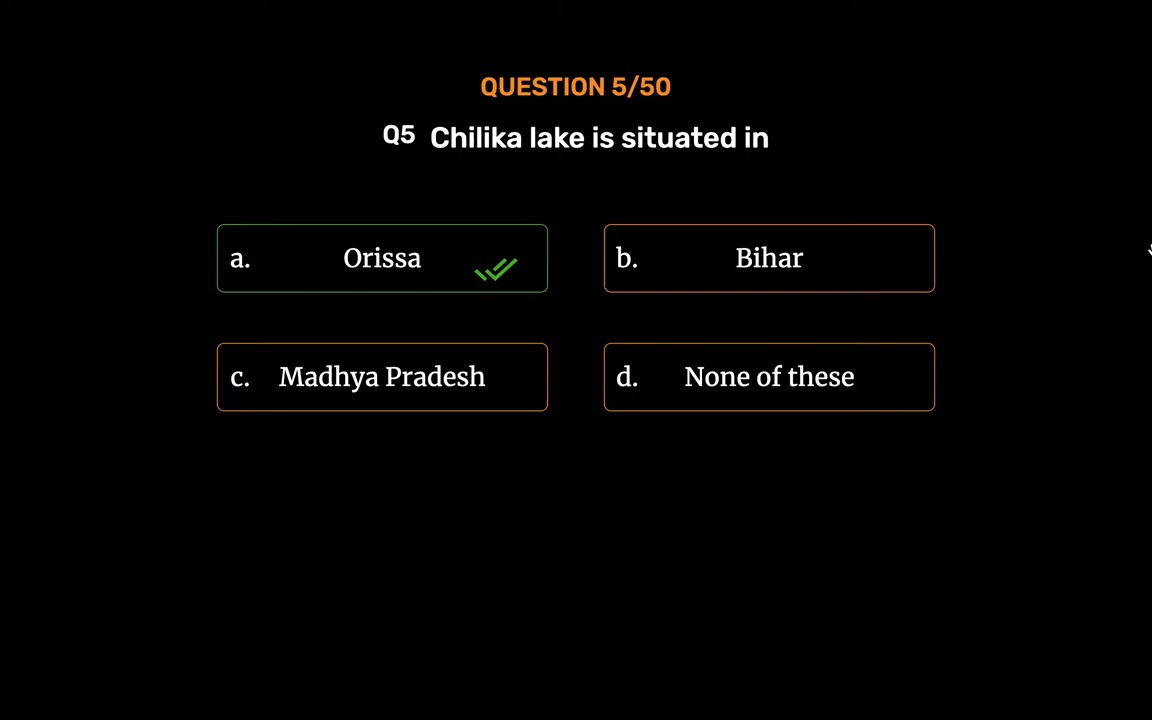 QUESTION 5/50
Q5 Chilika lake is situated in
a. Orissa
b. Bihar
c. Madhya Pradesh
d. None of these